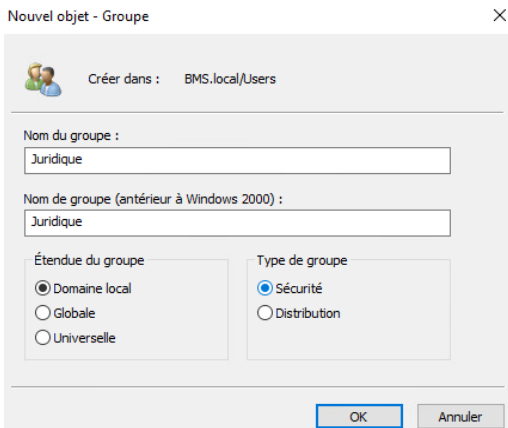 Nouvel objet - Groupe
Créer dans : BMS.local/Users
Nom du groupe :
Juridique
Nom de groupe (antérieur à Windows 2000) :
Juridique
Étendue du groupe
Domaine local
Globale
Universelle
Type de groupe
Sécurité
Distribution
OK Annuler